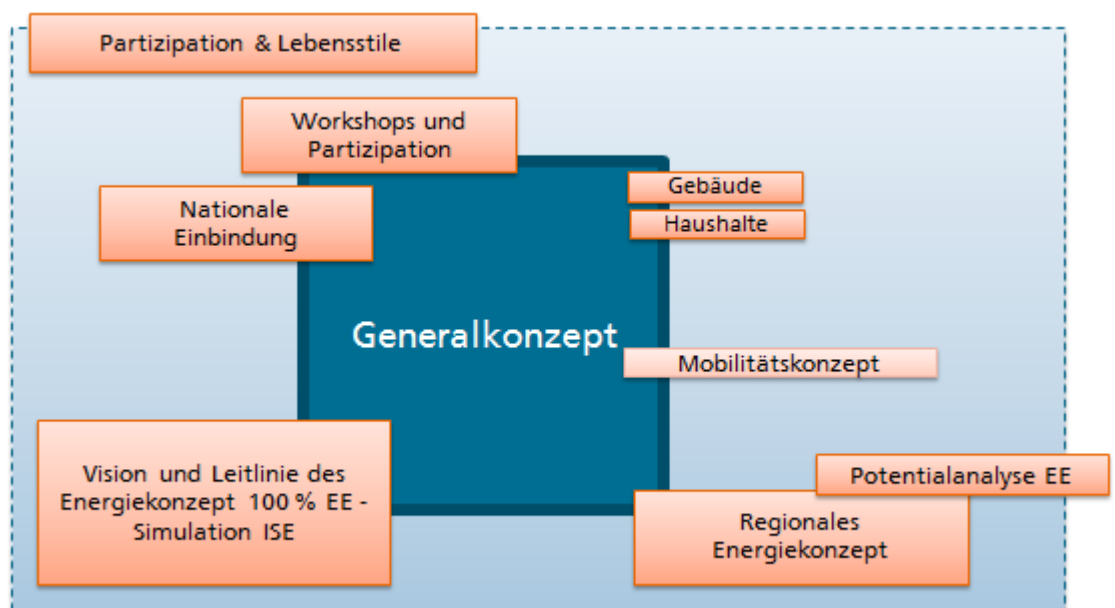 Partizipation & Lebensstile
Workshops und
Partizipation
Nationale
Einbindung
Gebäude
Haushalte
Generalkonzept
Mobilitätskonzept
Vision und Leitlinie des
Energiekonzept 100 % EE -
Simulation ISE
Potentialanalyse EE
Regionales
Energiekonzept